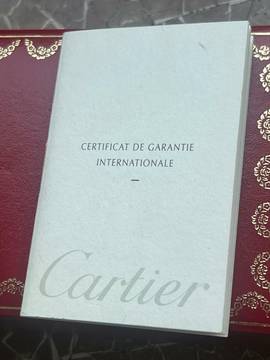 CERTIFICAT DE GARANTIE
INTERNATIONALE
Cartier